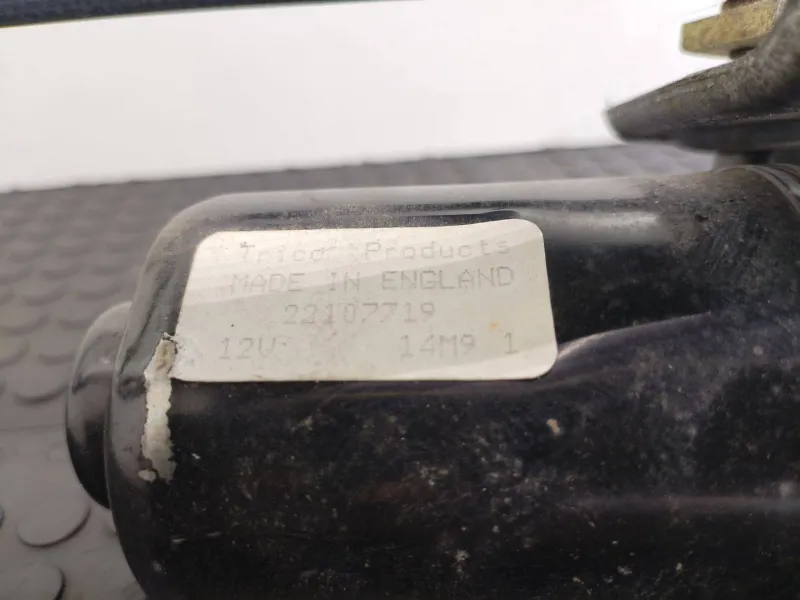 Trico Products
MADE IN ENGLAND
22107719
12V 14M9 1